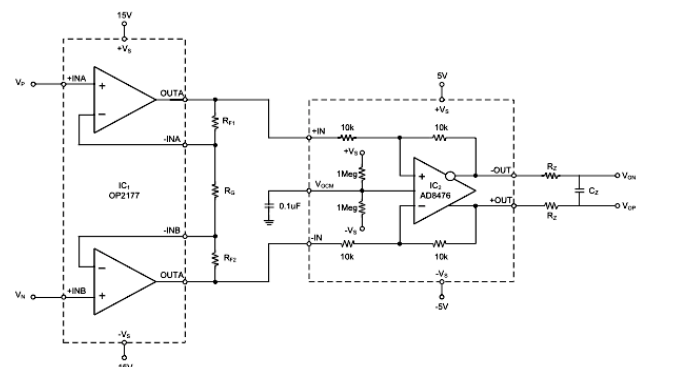 15V
+VS
VP
+INA
OUTA
RF1
-INA
IC1
OP2177
RG
-INB
RF2
OUTA
VN
+INB
-VS
5V
+VS
+IN
10k
10k
+VS
1Meg
VOCM
0.1uF
1Meg
-VS
IC2
AD8476
-OUT
+OUT
RZ
CZ
RZ
VON
VOP
-IN
10k
10k
-VS
-5V